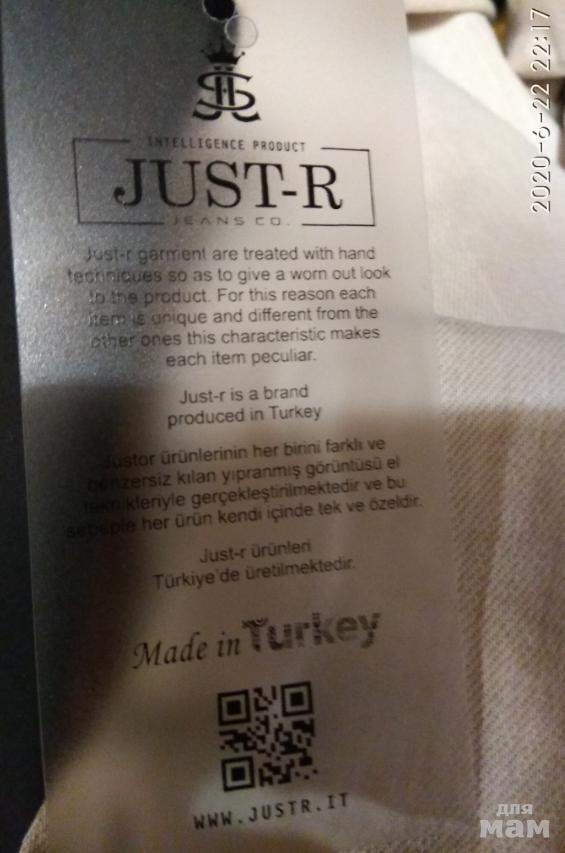 INTELLIGENCE PRODUCT
JUST-R
JEANS CO.
Just-r garment are treated with hand
techniques so as to give a worn out look
to the product. For this reason each
item is unique and different from the
other ones this characteristic makes
each item peculiar.
Just-r is a brand
produced in Turkey
Justor ürünlerinin her birini farklı ve
benzersiz kılan yıpranmış görüntüsü el
teknikleriyle gerçekleştirilmektedir ve bu
sebeple her ürün kendi içinde tek ve özeldir.
Just-r ürünleri
Türkiye'de üretilmektedir.
Made in Turkey
WWW.JUSTR.IT
2020-6-22 22:17
для
мам